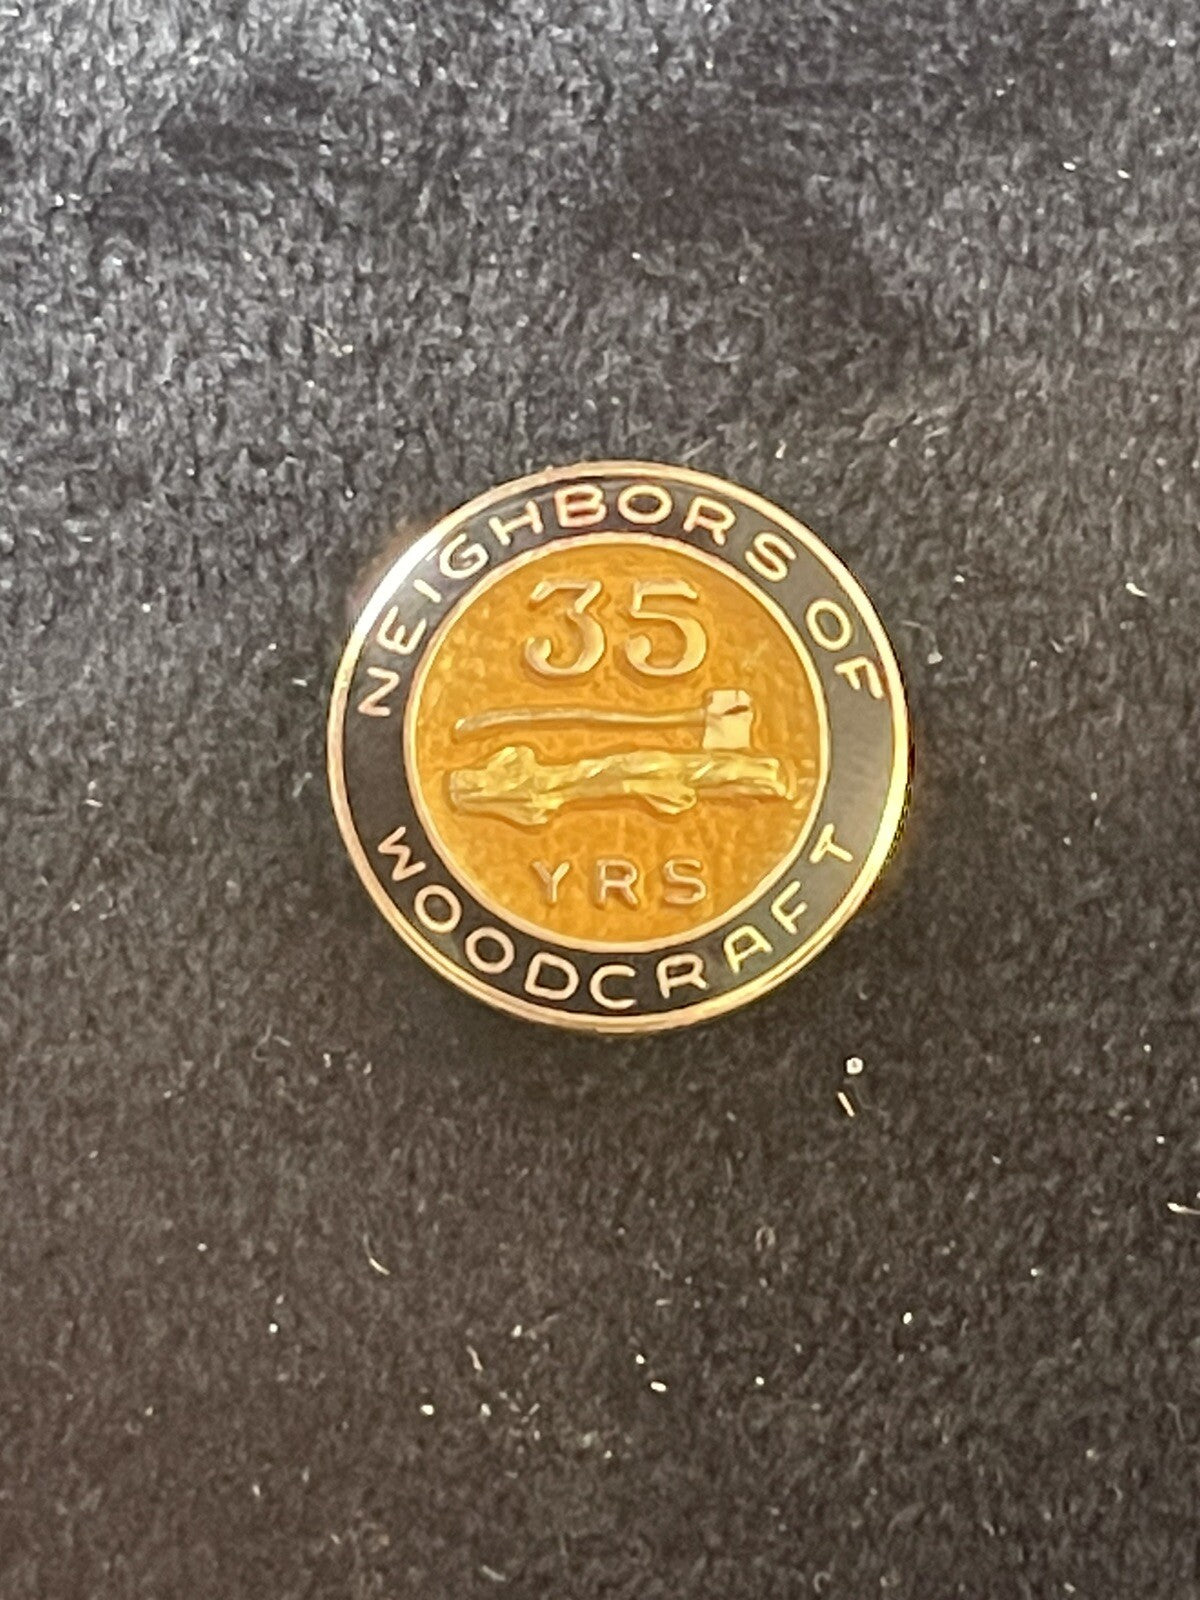 NEIGHBORS OF
35
YRS
WOODCRAFT